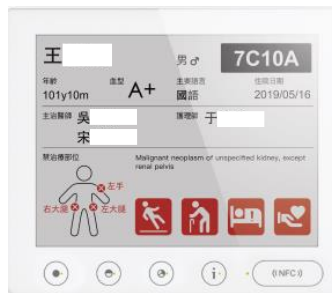 王 男♂ 7C10A
年齡 血型 主要語言 住院日期
101y10m A+ 國語 2019/05/16
主治醫師 吳 護理師 于
宋
禁治療部位 Malignant neoplasm of unspecified kidney, except
renal pelvis
左手
右大腿 左大腿
i
((NFC))